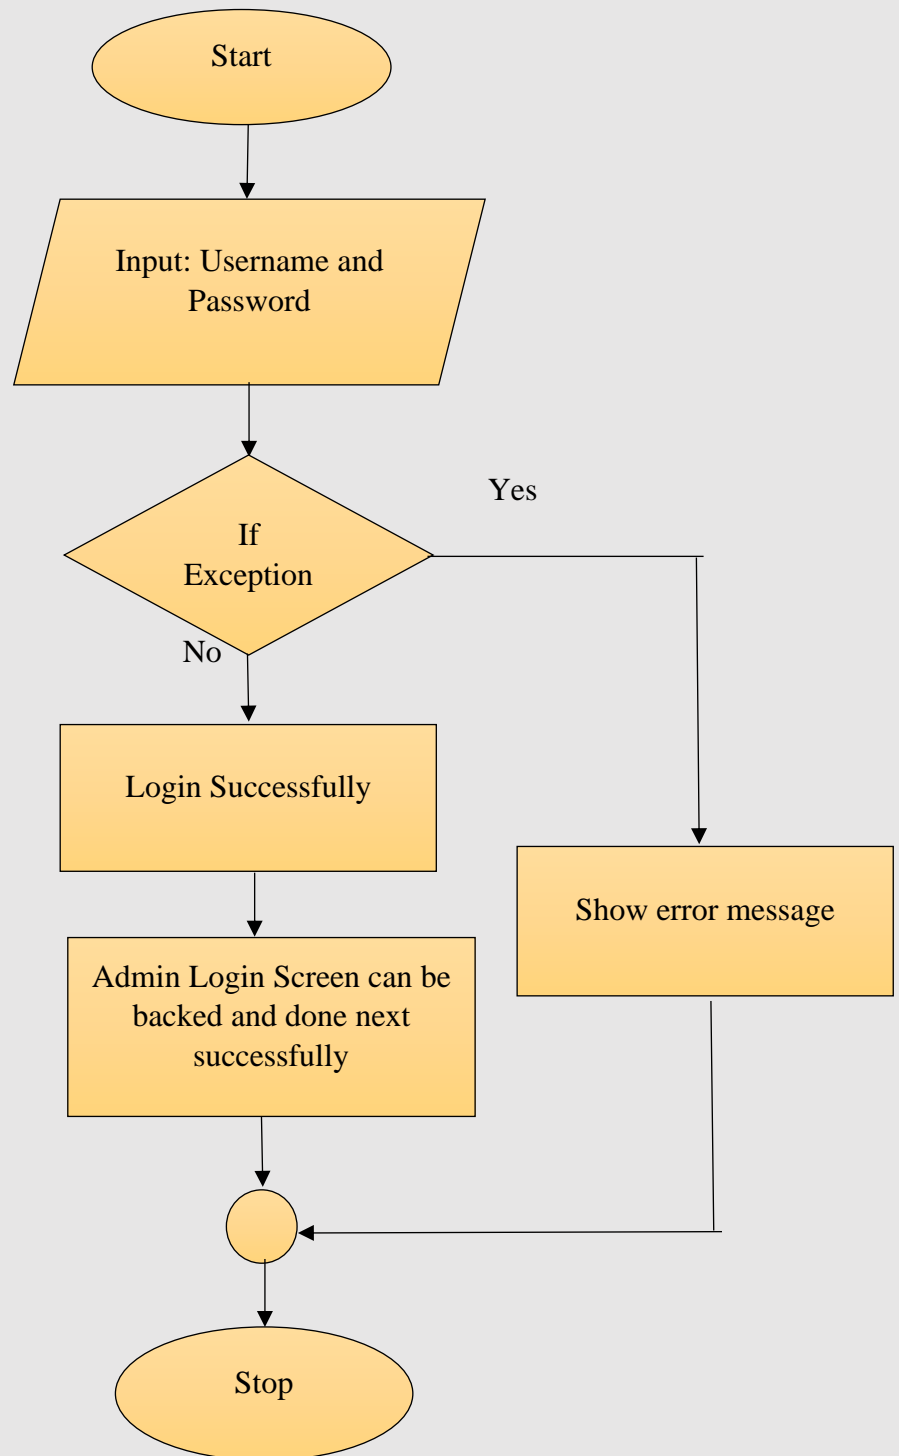 Start
Input: Username and
Password
Yes
If
Exception
No
Login Successfully
Show error message
Admin Login Screen can be
backed and done next
successfully
Stop